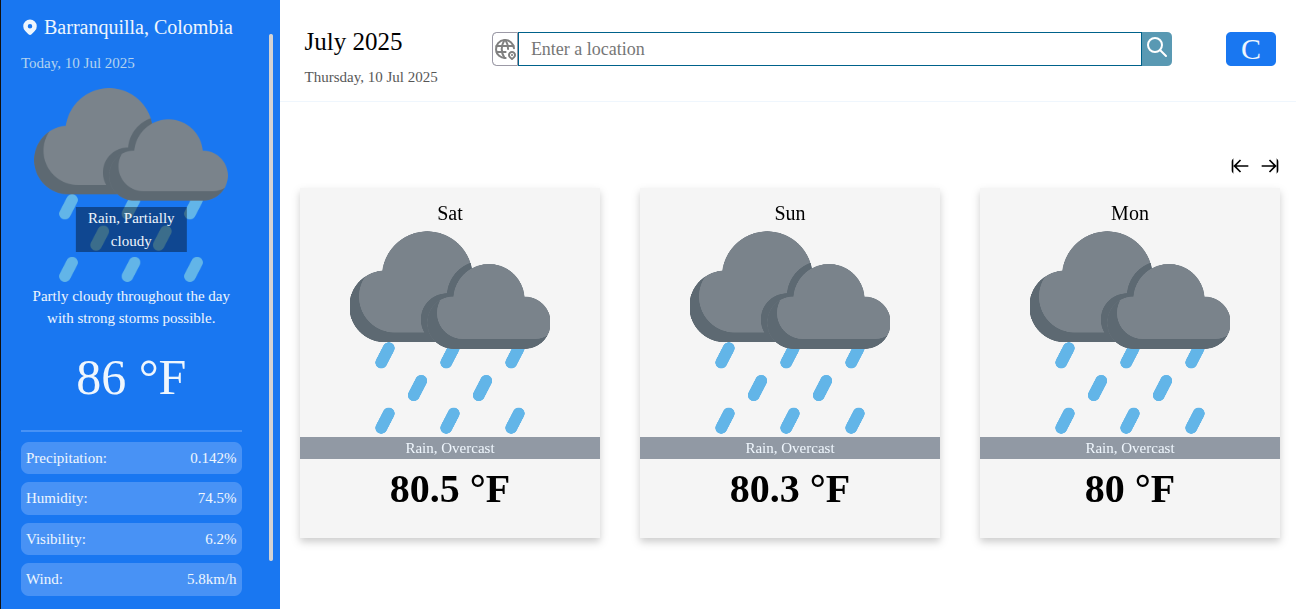 Barranquilla, Colombia
Today, 10 Jul 2025
Rain, Partially
cloudy
Partly cloudy throughout the day
with strong storms possible.
86 °F
Precipitation: 0.142%
Humidity: 74.5%
Visibility: 6.2%
Wind: 5.8km/h
July 2025
Thursday, 10 Jul 2025
Enter a location
C
Sat
Rain, Overcast
80.5 °F
Sun
Rain, Overcast
80.3 °F
Mon
Rain, Overcast
80 °F